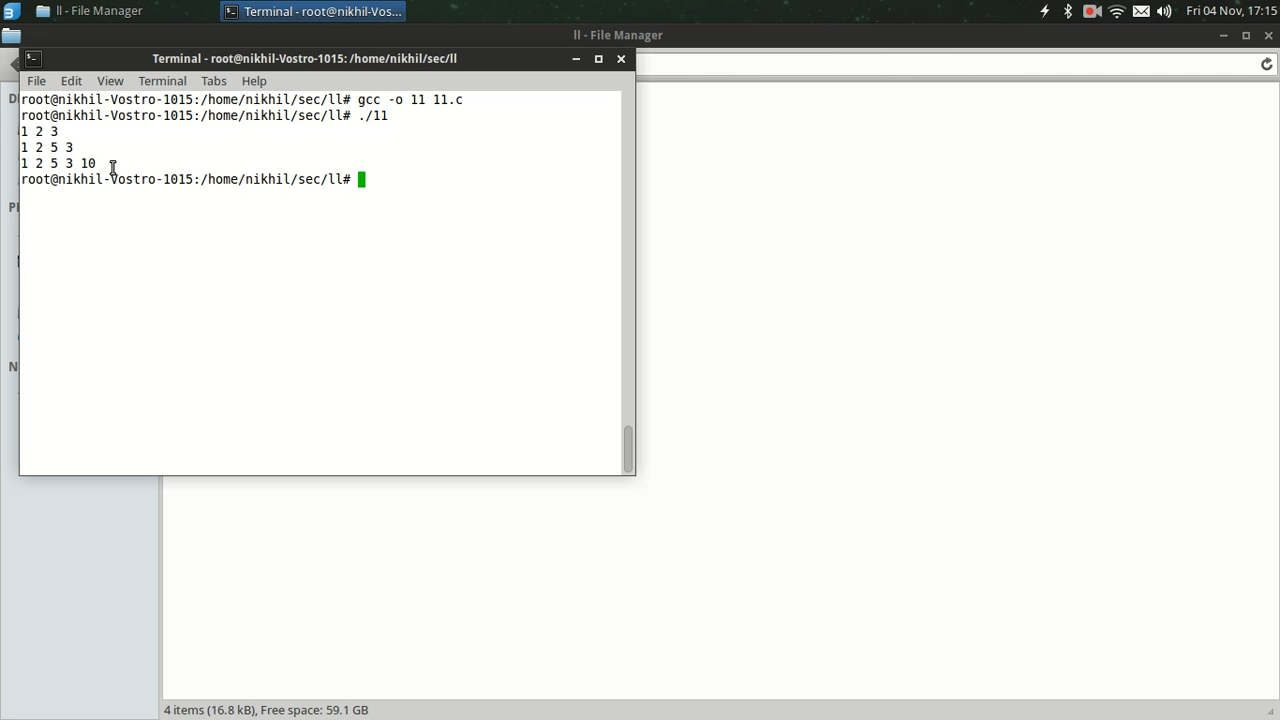 ll - File Manager
Terminal - root@nikhil-Vos...
Fri 04 Nov, 17:15
ll - File Manager
Terminal - root@nikhil-Vostro-1015: /home/nikhil/sec/ll
File Edit View Terminal Tabs Help
root@nikhil-Vostro-1015:/home/nikhil/sec/ll# gcc -o 11 11.c
root@nikhil-Vostro-1015:/home/nikhil/sec/ll# ./11
1 2 3
1 2 5 3
1 2 5 3 10
root@nikhil-Vostro-1015:/home/nikhil/sec/ll#
4 items (16.8 kB), Free space: 59.1 GB